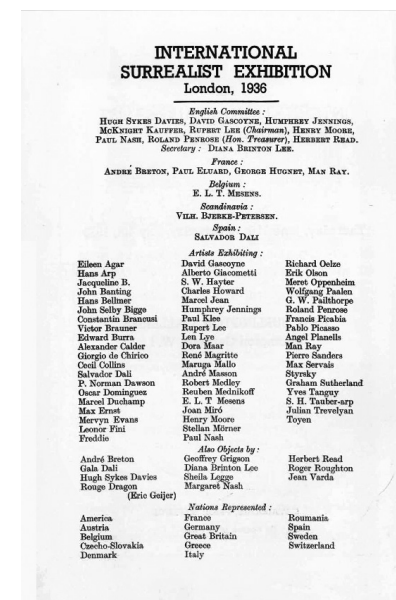 INTERNATIONAL
SURREALIST EXHIBITION
London, 1936
English Committee :
HUGH SYKES DAVIES, DAVID GASCOYNE, HUMPHREY JENNINGS,
MCKNIGHT KAUFFER, RUPERT LEE (Chairman), HENRY MOORE,
PAUL NASH, ROLAND PENROSE (Hon. Treasurer), HERBERT READ.
Secretary : DIANA BRINTON LEE.
France :
ANDRÉ BRETON, PAUL ELUARD, GEORGE HUGNET, MAN RAY.
Belgium :
E. L. T. MESENS.
Scandinavia :
VILH. BJERKE-PETERSEN.
Spain :
SALVADOR DALI
Artists Exhibiting :
Eileen Agar
Hans Arp
Jacqueline B.
John Banting
Hans Bellmer
John Selby Bigge
Constantin Brancusi
Victor Brauner
Edward Burra
Alexander Calder
Giorgio de Chirico
Cecil Collins
Salvador Dali
P. Norman Dawson
Oscar Dominguez
Marcel Duchamp
Max Ernst
Mervyn Evans
Leonor Fini
Freddie
David Gascoyne
Alberto Giacometti
S. W. Hayter
Charles Howard
Marcel Jean
Humphrey Jennings
Paul Klee
Rupert Lee
Len Lye
Dora Maar
René Magritte
Maruga Mallo
André Masson
Robert Medley
Reuben Mednikoff
E. L. T Mesens
Joan Miró
Henry Moore
Stellan Mörner
Paul Nash
Richard Oelze
Erik Olson
Meret Oppenheim
Wolfgang Paalen
G. W. Pailthorpe
Roland Penrose
Francis Picabia
Pablo Picasso
Angel Planells
Man Ray
Pierre Sanders
Max Servais
Styrsky
Graham Sutherland
Yves Tanguy
S. H. Tauber-arp
Julian Trevelyan
Toyen
Also Objects by :
André Breton
Gala Dali
Hugh Sykes Davies
Rouge Dragon
(Eric Geijer)
Geoffrey Grigson
Diana Brinton Lee
Sheila Legge
Margaret Nash
Herbert Read
Roger Roughton
Jean Varda
Nations Represented :
America
Austria
Belgium
Czecho-Slovakia
Denmark
France
Germany
Great Britain
Greece
Italy
Roumania
Spain
Sweden
Switzerland